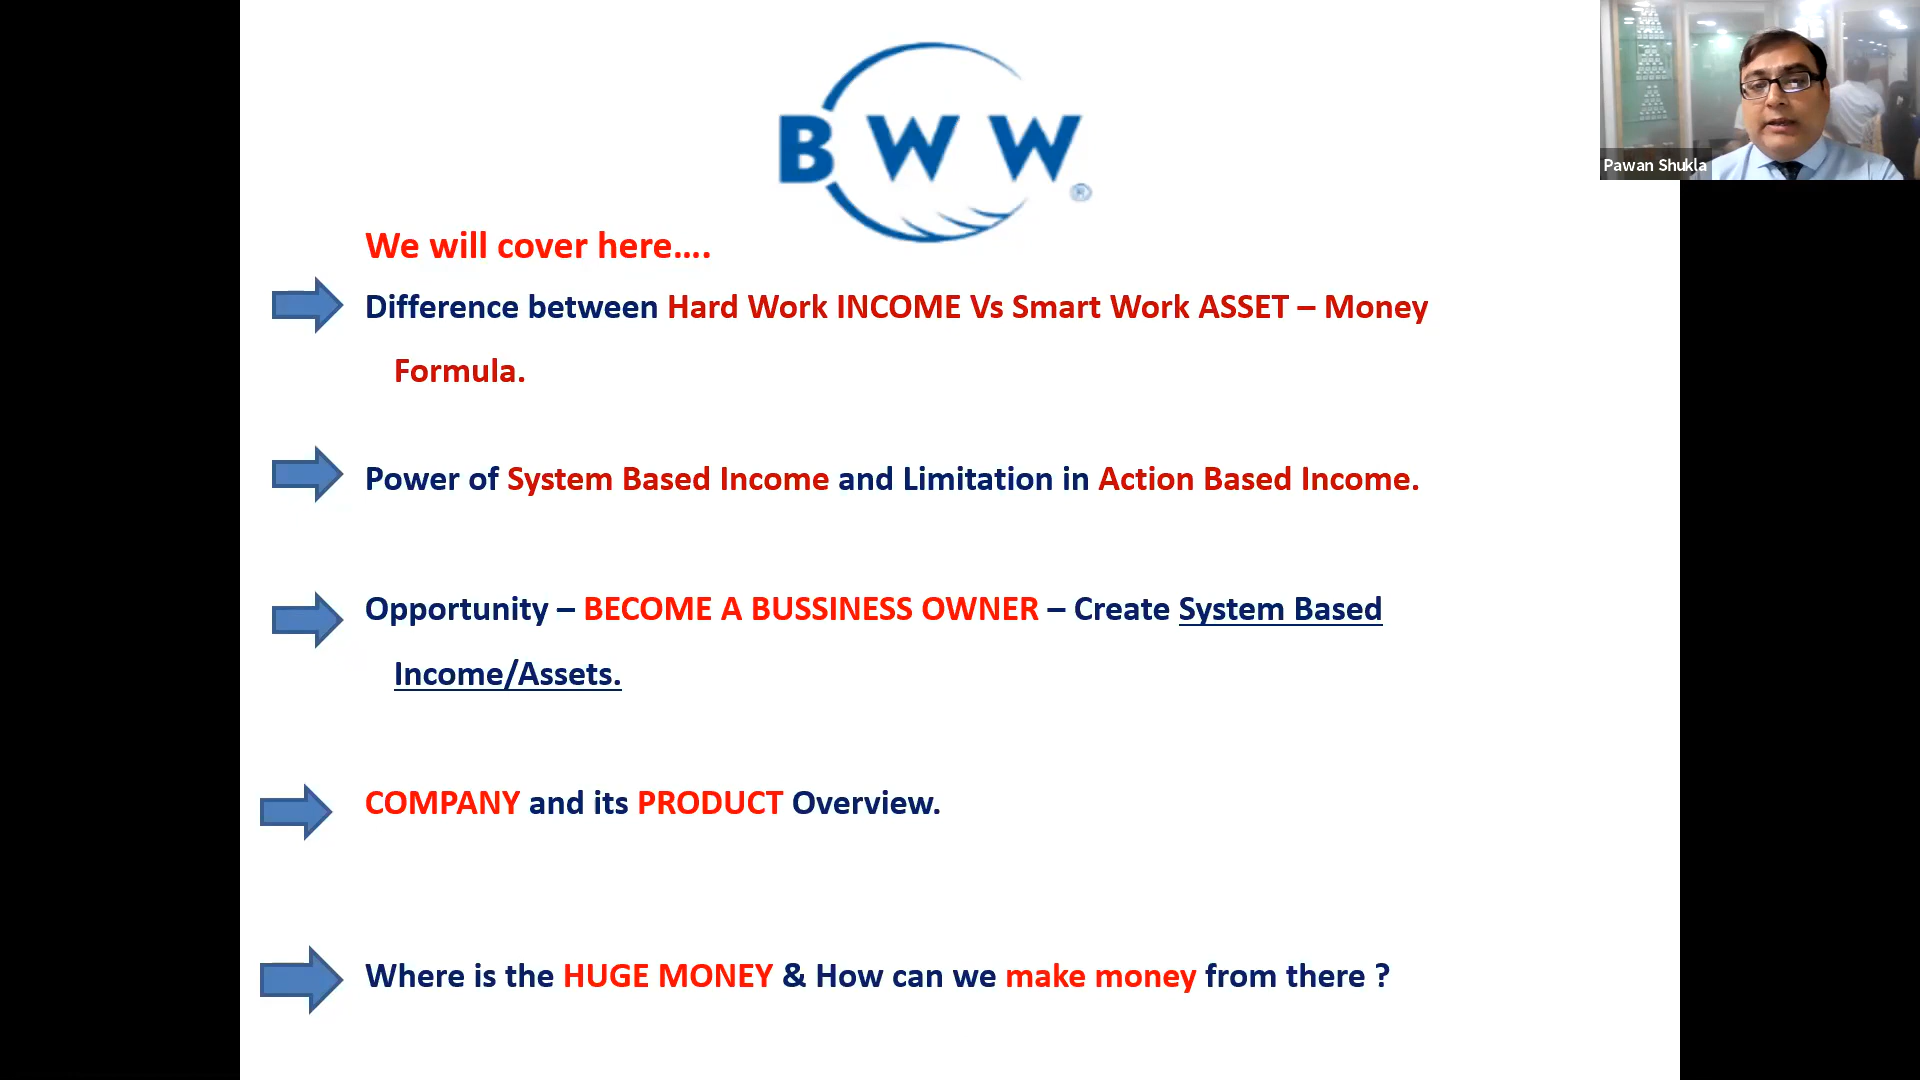 BWW
®
Pawan Shukla
We will cover here....
Difference between Hard Work INCOME Vs Smart Work ASSET – Money
Formula.
Power of System Based Income and Limitation in Action Based Income.
Opportunity – BECOME A BUSSINESS OWNER – Create System Based
Income/Assets.
COMPANY and its PRODUCT Overview.
Where is the HUGE MONEY & How can we make money from there ?